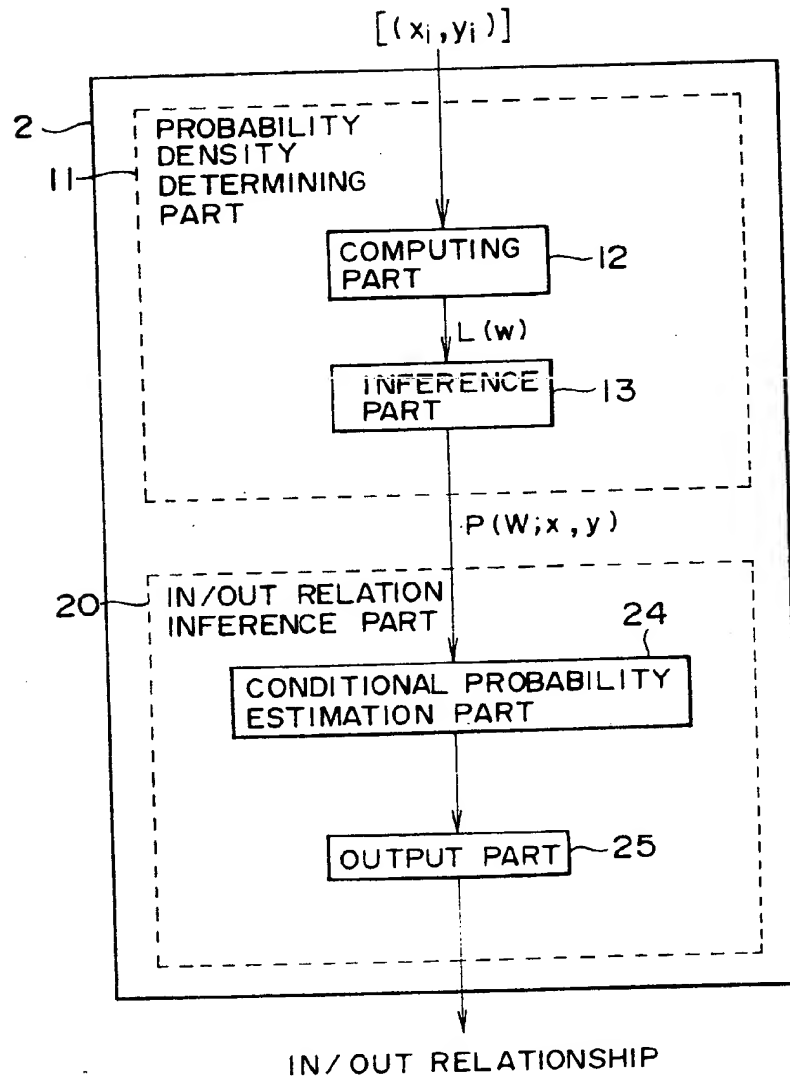 [(xi,yi)]
2
PROBABILITY
DENSITY
DETERMINING
PART
11
COMPUTING
PART
12
L(w)
INFERENCE
PART
13
P(W;x,y)
20
IN/OUT RELATION
INFERENCE PART
24
CONDITIONAL PROBABILITY
ESTIMATION PART
OUTPUT PART
25
IN/OUT RELATIONSHIP